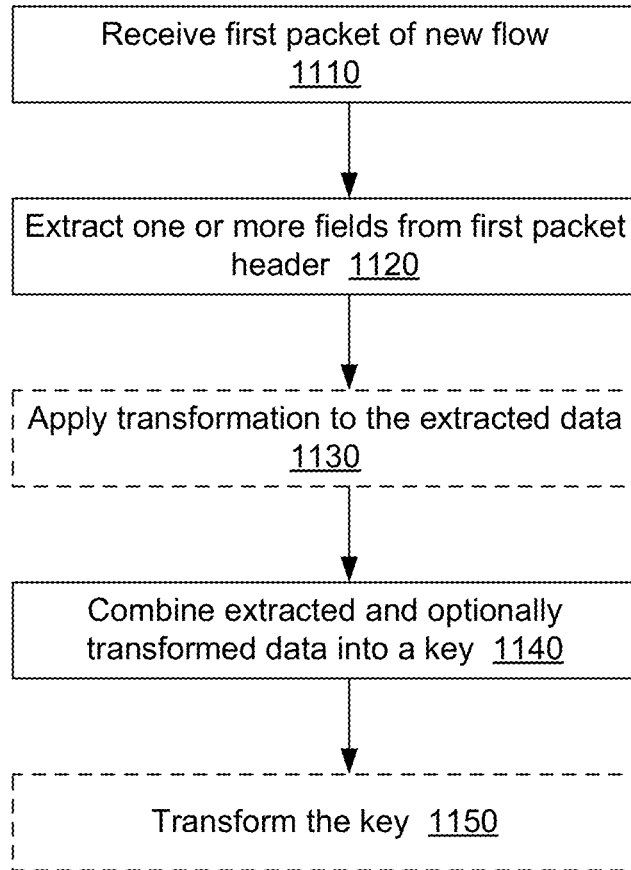 Receive first packet of new flow
1110
Extract one or more fields from first packet
header 1120
Apply transformation to the extracted data
1130
Combine extracted and optionally
transformed data into a key 1140
Transform the key 1150